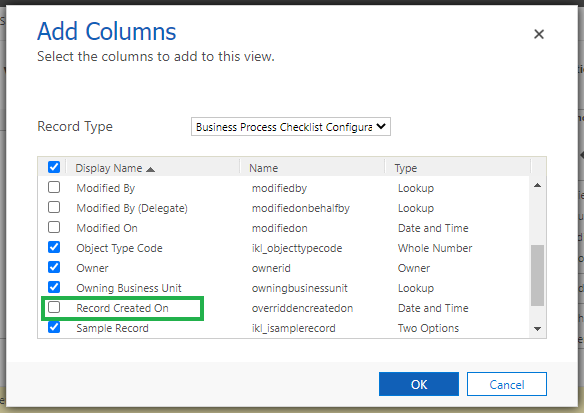 Add Columns
Select the columns to add to this view.
Record Type
Business Process Checklist Configura
Display Name Name Type
Modified By modifiedby Lookup
Modified By (Delegate) modifiedonbehalfby Lookup
Modified On modifiedon Date and Time
Object Type Code ikl_objecttypecode Whole Number
Owner ownerid Owner
Owning Business Unit owningbusinessunit Lookup
Record Created On overriddencreatedon Date and Time
Sample Record ikl_isamplerecord Two Options
OK Cancel